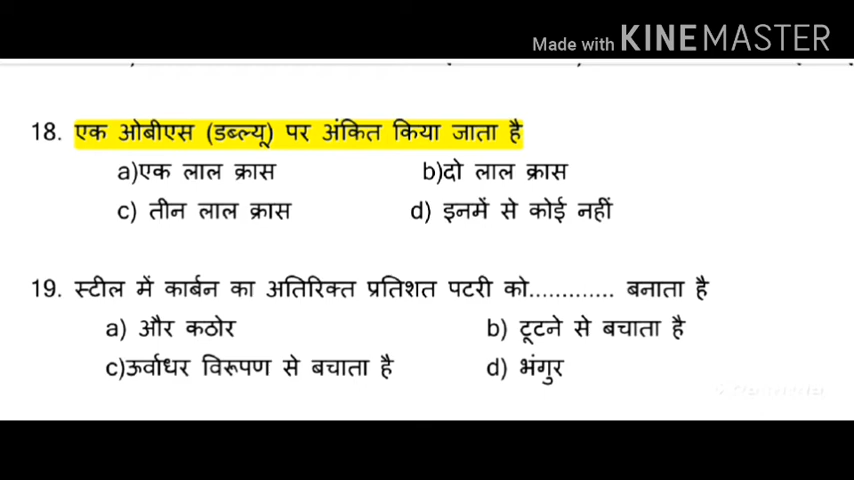 Made with KINEMASTER
18. एक ओबीएस (डब्ल्यू) पर अंकित किया जाता है
a)एक लाल क्रास b)दो लाल क्रास
c) तीन लाल क्रास d) इनमें से कोई नहीं
19. स्टील में कार्बन का अतिरिक्त प्रतिशत पटरी को............. बनाता है
a) और कठोर b) टूटने से बचाता है
c)ऊर्वाधर विरूपण से बचाता है d) भंगुर